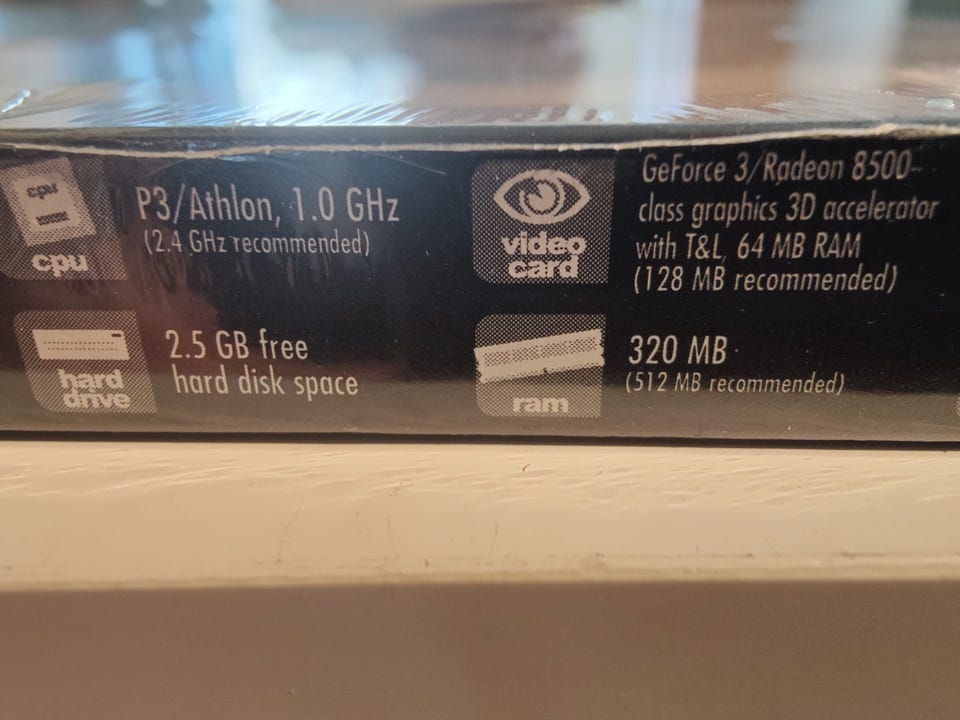 cpu
cpu
P3/Athlon, 1.0 GHz
(2.4 GHz recommended)
video
card
GeForce 3/Radeon 8500-
class graphics 3D accelerator
with T&L, 64 MB RAM
(128 MB recommended)
hard
drive
2.5 GB free
hard disk space
ram
320 MB
(512 MB recommended)